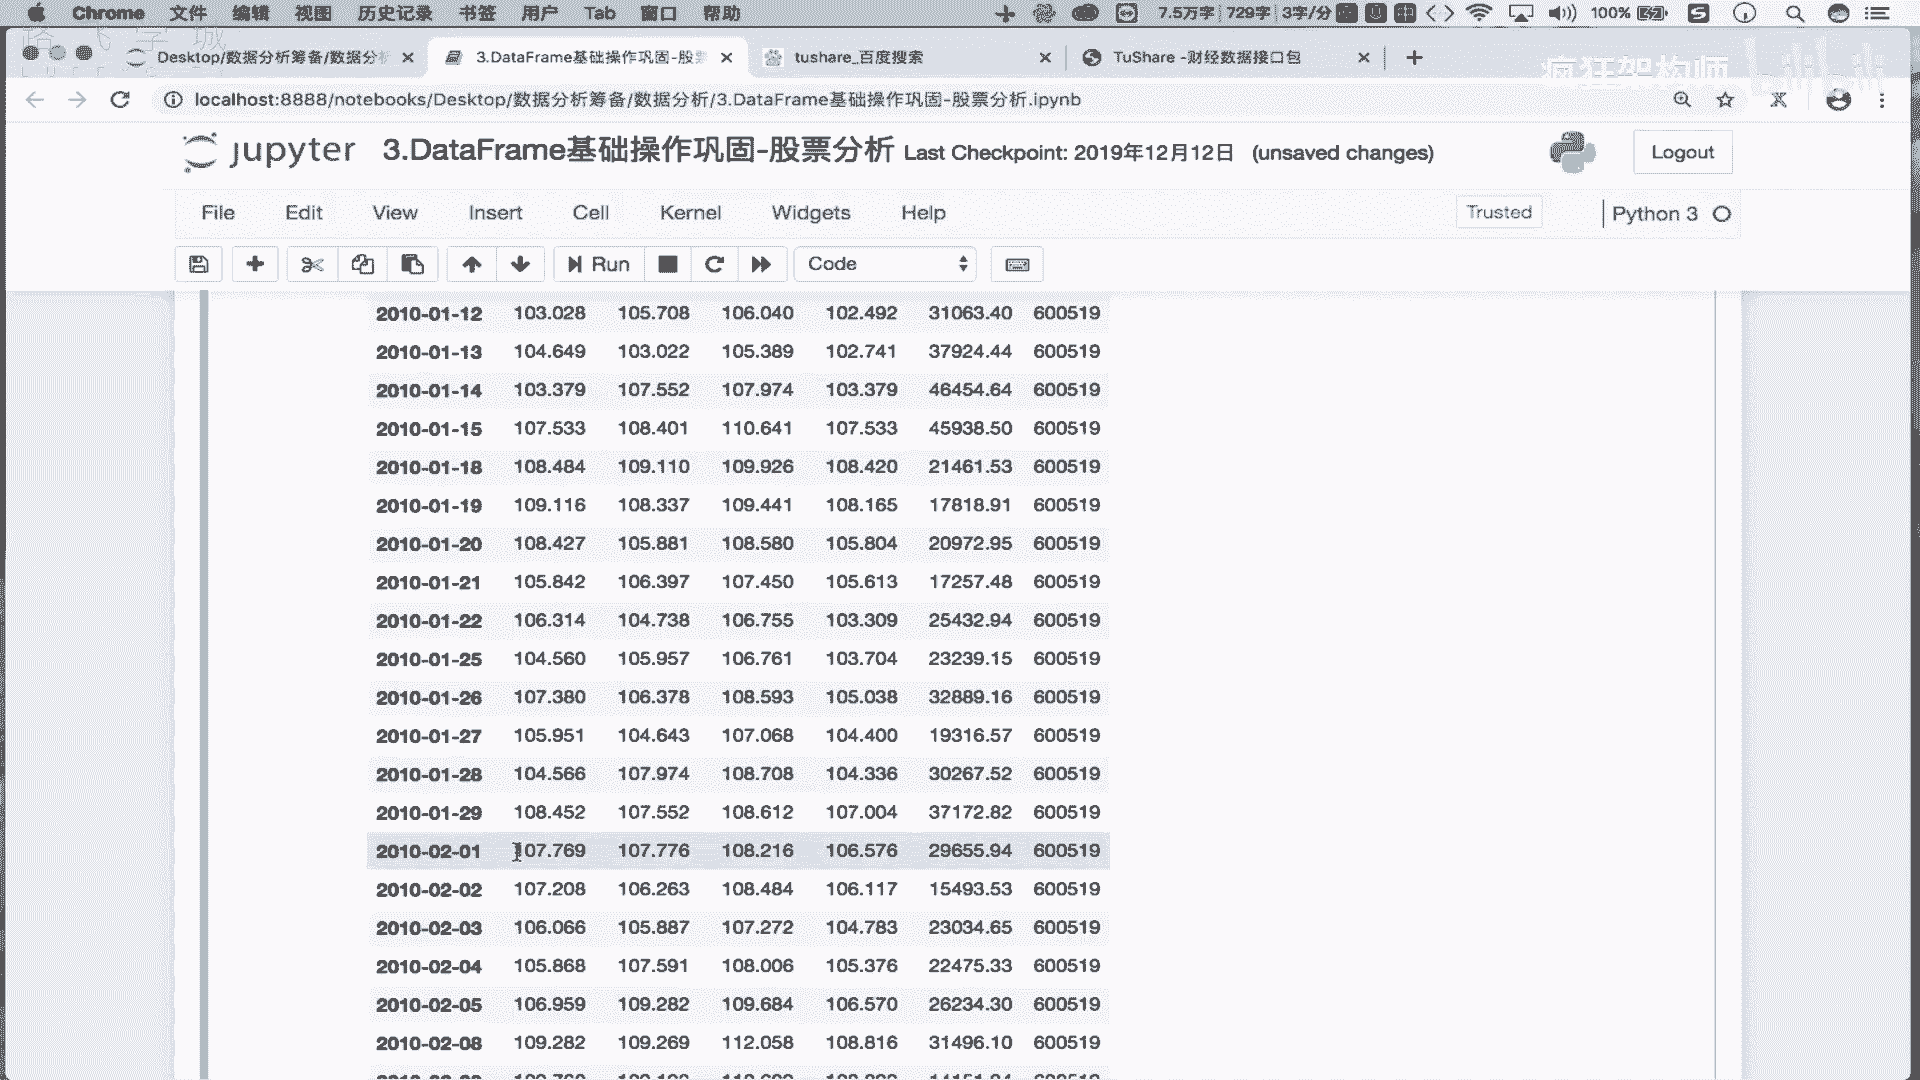 Chrome 文件 编辑 视图 历史记录 书签 用户 Tab 窗口 帮助 7.5万字 729字 3字/分 100%
Desktop/数据分析筹备/数据分析 3.DataFrame基础操作巩固-股 tushare_百度搜索 TuShare -财经数据接口包
疯狂架构师 bilibili
localhost:8888/notebooks/Desktop/数据分析筹备/数据分析/3.DataFrame基础操作巩固-股票分析.ipynb
jupyter 3.DataFrame基础操作巩固-股票分析 Last Checkpoint: 2019年12月12日 (unsaved changes) Logout
File Edit View Insert Cell Kernel Widgets Help Trusted Python 3
Run Code
2010-01-12 103.028 105.708 106.040 102.492 31063.40 600519
2010-01-13 104.649 103.022 105.389 102.741 37924.44 600519
2010-01-14 103.379 107.552 107.974 103.379 46454.64 600519
2010-01-15 107.533 108.401 110.641 107.533 45938.50 600519
2010-01-18 108.484 109.110 109.926 108.420 21461.53 600519
2010-01-19 109.116 108.337 109.441 108.165 17818.91 600519
2010-01-20 108.427 105.881 108.580 105.804 20972.95 600519
2010-01-21 105.842 106.397 107.450 105.613 17257.48 600519
2010-01-22 106.314 104.738 106.755 103.309 25432.94 600519
2010-01-25 104.560 105.957 106.761 103.704 23239.15 600519
2010-01-26 107.380 106.378 108.593 105.038 32889.16 600519
2010-01-27 105.951 104.643 107.068 104.400 19316.57 600519
2010-01-28 104.566 107.974 108.708 104.336 30267.52 600519
2010-01-29 108.452 107.552 108.612 107.004 37172.82 600519
2010-02-01 107.769 107.776 108.216 106.576 29655.94 600519
2010-02-02 107.208 106.263 108.484 106.117 15493.53 600519
2010-02-03 106.066 105.887 107.272 104.783 23034.65 600519
2010-02-04 105.868 107.591 108.006 105.376 22475.33 600519
2010-02-05 106.959 109.282 109.684 106.570 26234.30 600519
2010-02-08 109.282 109.269 112.058 108.816 31496.10 600519